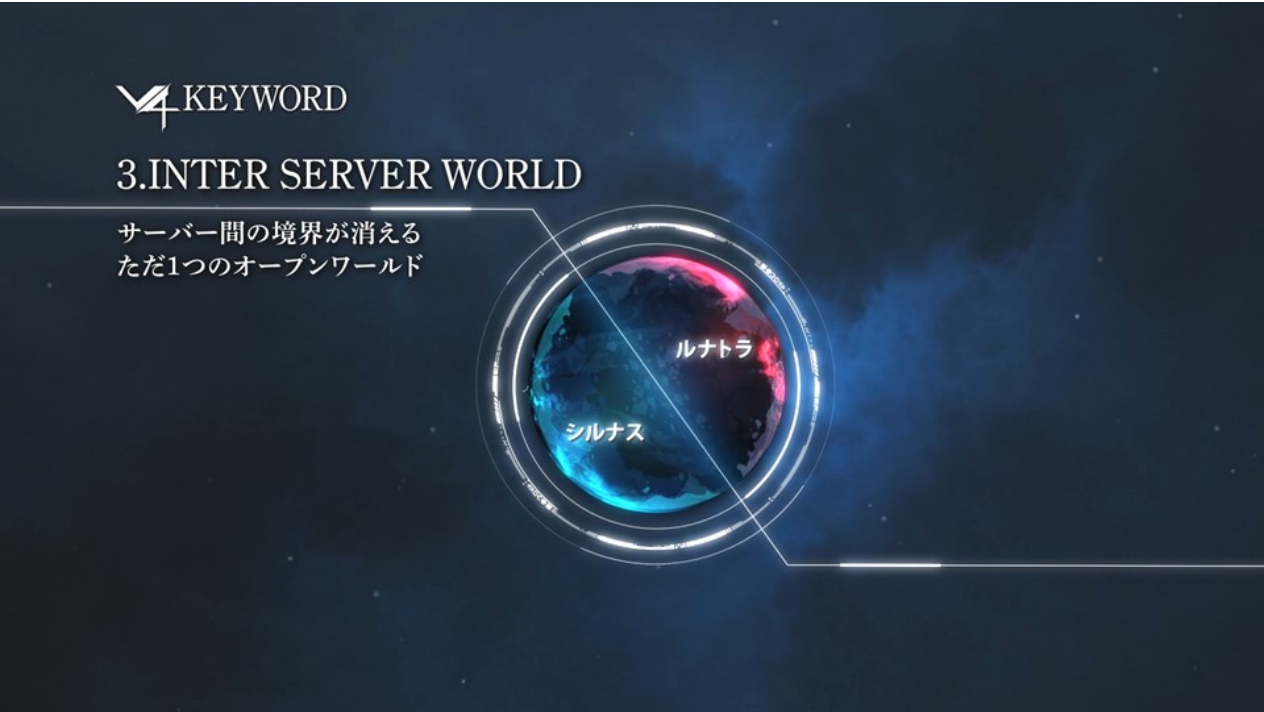 V4 KEYWORD
3.INTER SERVER WORLD
サーバー間の境界が消える
ただ1つのオープンワールド
ルナトラ
シルナス